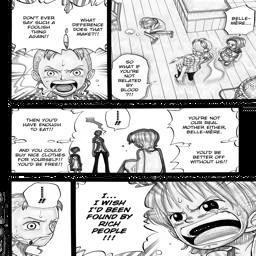 BELLE-
MÈRE...
SO
WHAT IF
YOU'RE
NOT
RELATED
BY
BLOOD
?!
WHAT
DIFFERENCE
DOES THAT
MAKE?!!
DON'T EVER
SAY SUCH A
FOOLISH
THING
AGAIN!!
YOU'RE NOT
OUR REAL
MOTHER
EITHER,
BELLE-MÈRE.
YOU'D BE
BETTER OFF
WITHOUT US!!
THEN YOU'D
HAVE ENOUGH
TO EAT!!
AND YOU COULD
BUY NICE CLOTHES
FOR YOURSELF!!
YOU'D BE FREE!!
I...
I WISH
I'D BEEN
FOUND BY
RICH
PEOPLE
!!!
!!